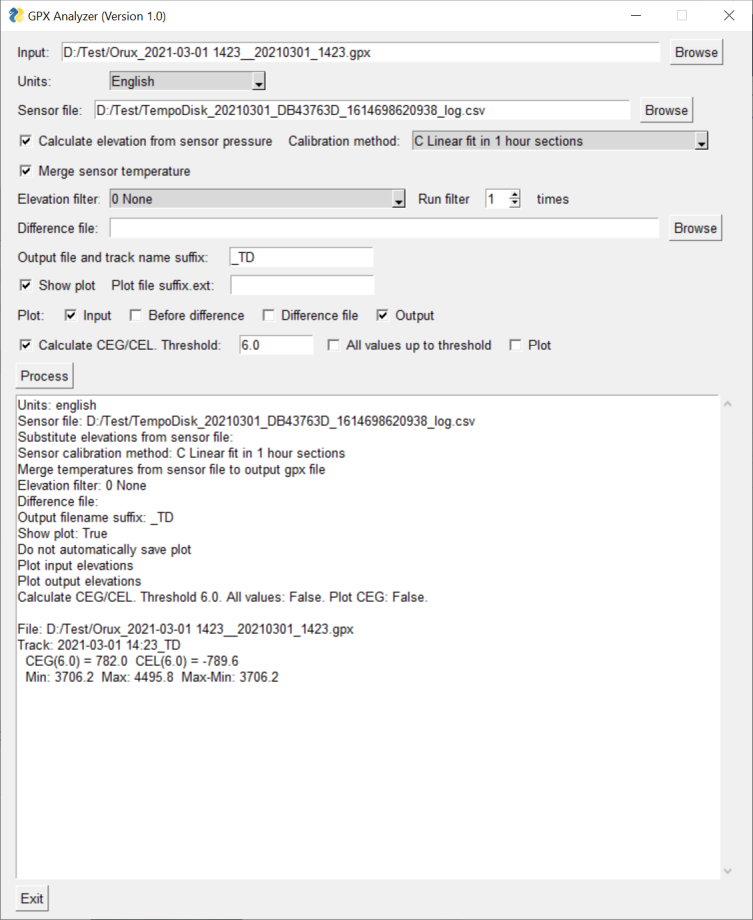 GPX Analyzer (Version 1.0)
Input: D:/Test/Orux_2021-03-01 1423__20210301_1423.gpx Browse
Units: English
Sensor file: D:/Test/TempoDisk_20210301_DB43763D_1614698620938_log.csv Browse
Calculate elevation from sensor pressure Calibration method: C Linear fit in 1 hour sections
Merge sensor temperature
Elevation filter: 0 None Run filter 1 times
Difference file: Browse
Output file and track name suffix: _TD
Show plot Plot file suffix.ext:
Plot: Input Before difference Difference file Output
Calculate CEG/CEL. Threshold: 6.0 All values up to threshold Plot
Process
Units: english
Sensor file: D:/Test/TempoDisk_20210301_DB43763D_1614698620938_log.csv
Substitute elevations from sensor file:
Sensor calibration method: C Linear fit in 1 hour sections
Merge temperatures from sensor file to output gpx file
Elevation filter: 0 None
Difference file:
Output filename suffix: _TD
Show plot: True
Do not automatically save plot
Plot input elevations
Plot output elevations
Calculate CEG/CEL. Threshold 6.0. All values: False. Plot CEG: False.
File: D:/Test/Orux_2021-03-01 1423__20210301_1423.gpx
Track: 2021-03-01 14:23_TD
CEG(6.0) = 782.0 CEL(6.0) = -789.6
Min: 3706.2 Max: 4495.8 Max-Min: 3706.2
Exit